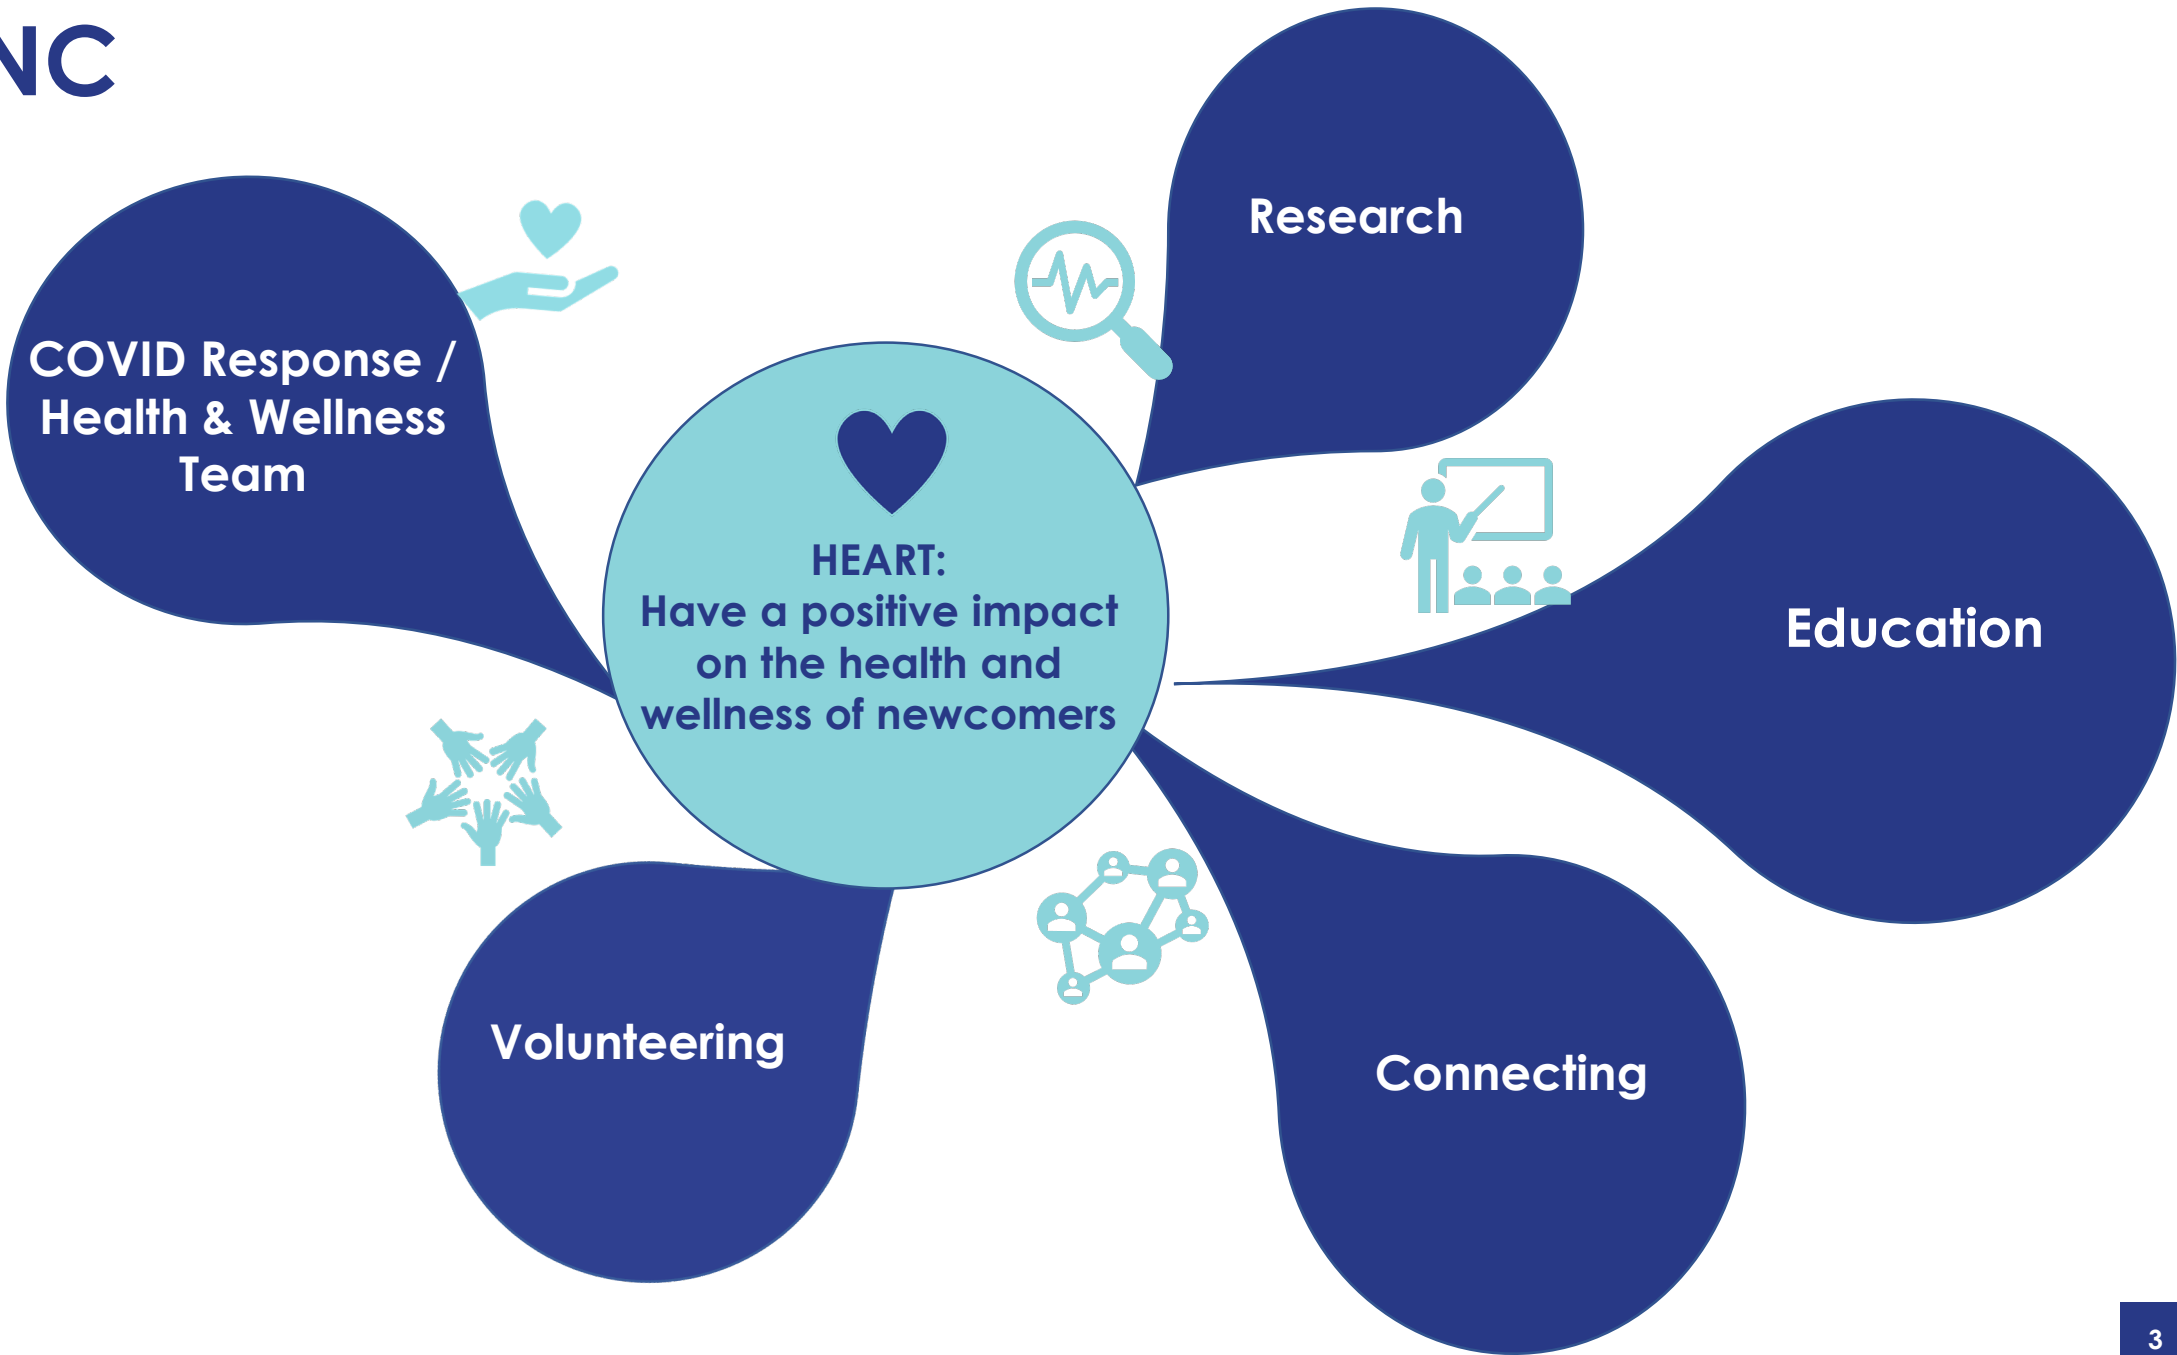 NC
Research
COVID Response /
Health & Wellness
Team
HEART:
Have a positive impact
on the health and
wellness of newcomers
Education
Volunteering
Connecting
3